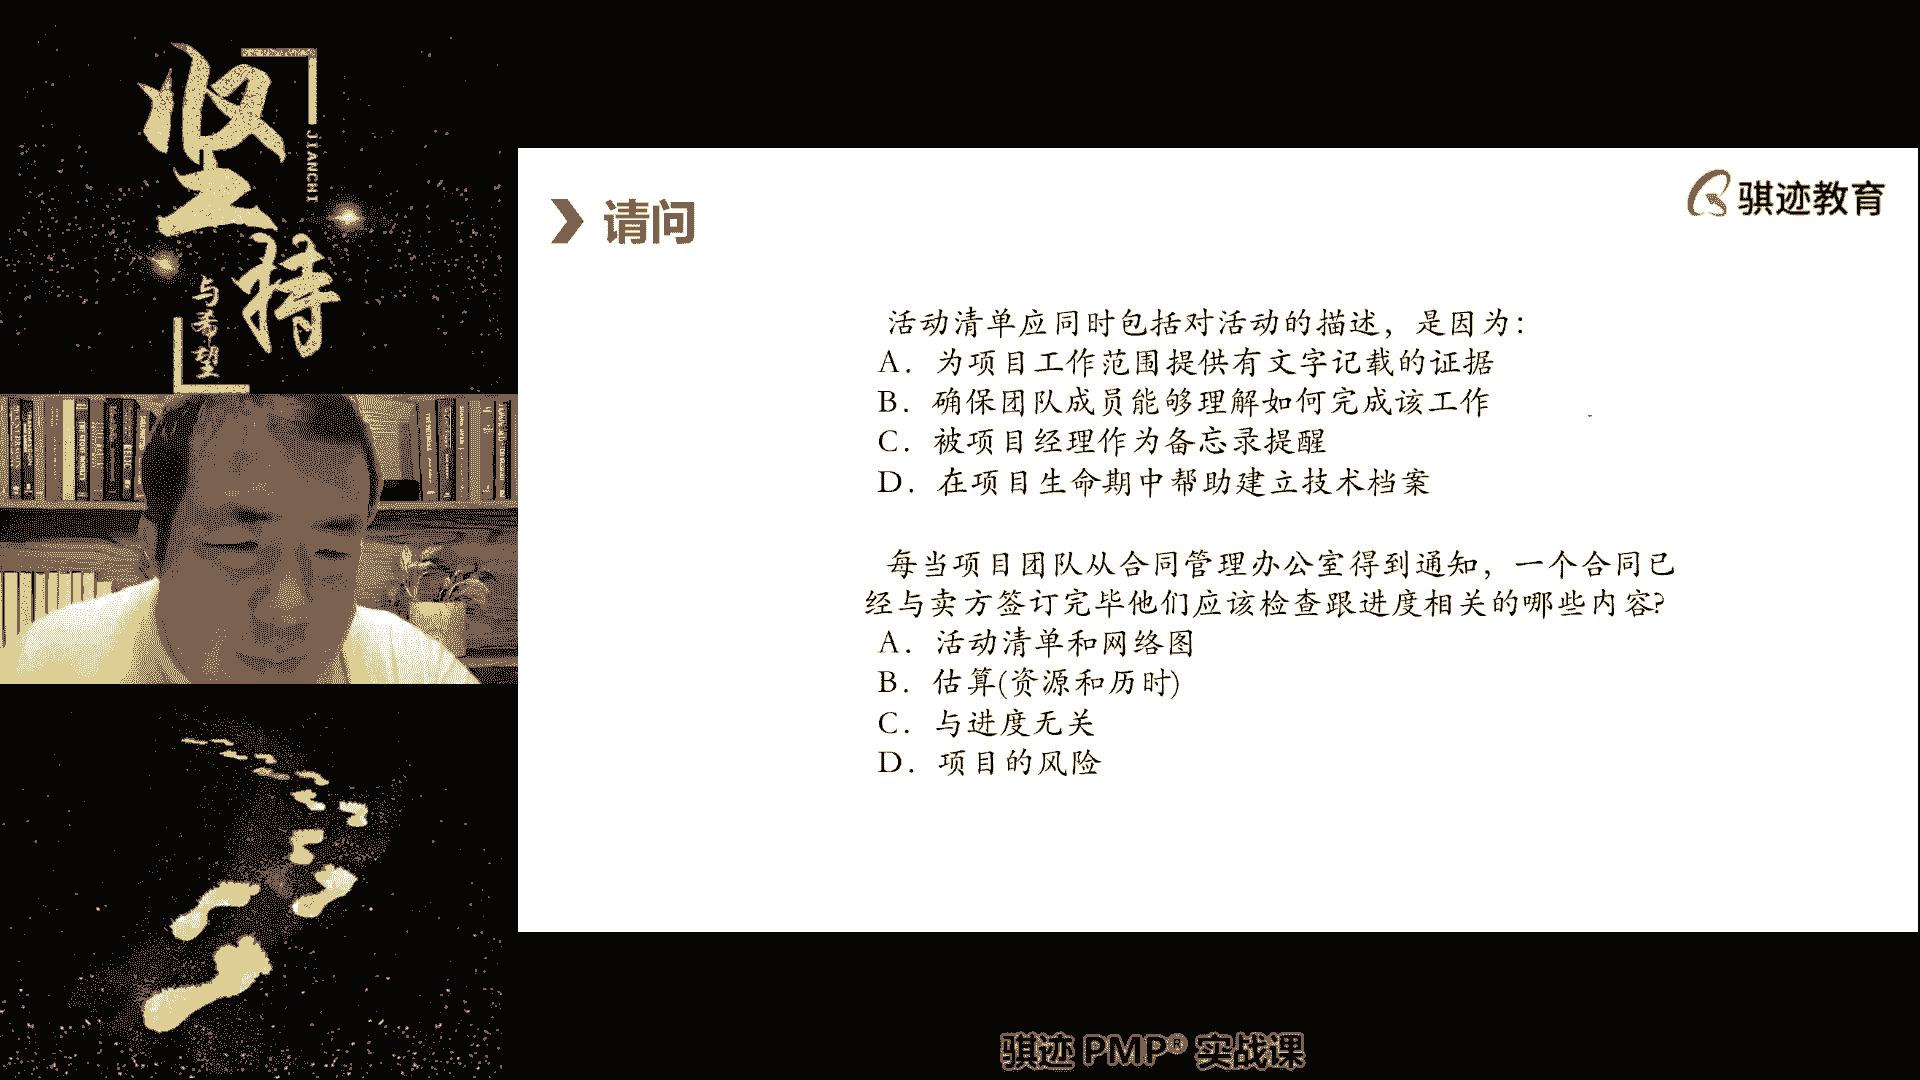 坚
持
JIANCHI
与希望
请问
骐迹教育
活动清单应同时包括对活动的描述，是因为：
A．为项目工作范围提供有文字记载的证据
B．确保团队成员能够理解如何完成该工作
C．被项目经理作为备忘录提醒
D．在项目生命期中帮助建立技术档案
每当项目团队从合同管理办公室得到通知，一个合同已
经与卖方签订完毕他们应该检查跟进度相关的哪些内容?
A．活动清单和网络图
B．估算(资源和历时)
C．与进度无关
D．项目的风险
骐迹 PMP® 实战课